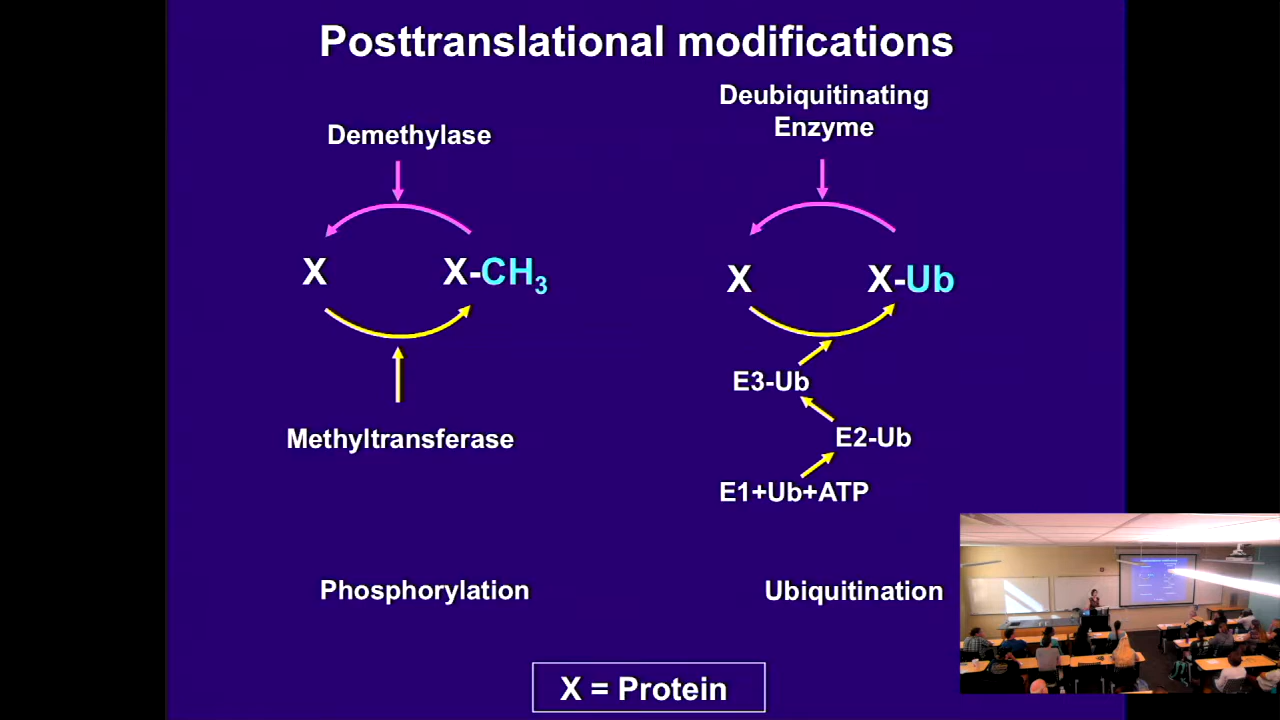 Posttranslational modifications
Demethylase
X
X-CH₃
Methyltransferase
Phosphorylation
Deubiquitinating
Enzyme
X
X-Ub
E3-Ub
E2-Ub
E1+Ub+ATP
Ubiquitination
X = Protein